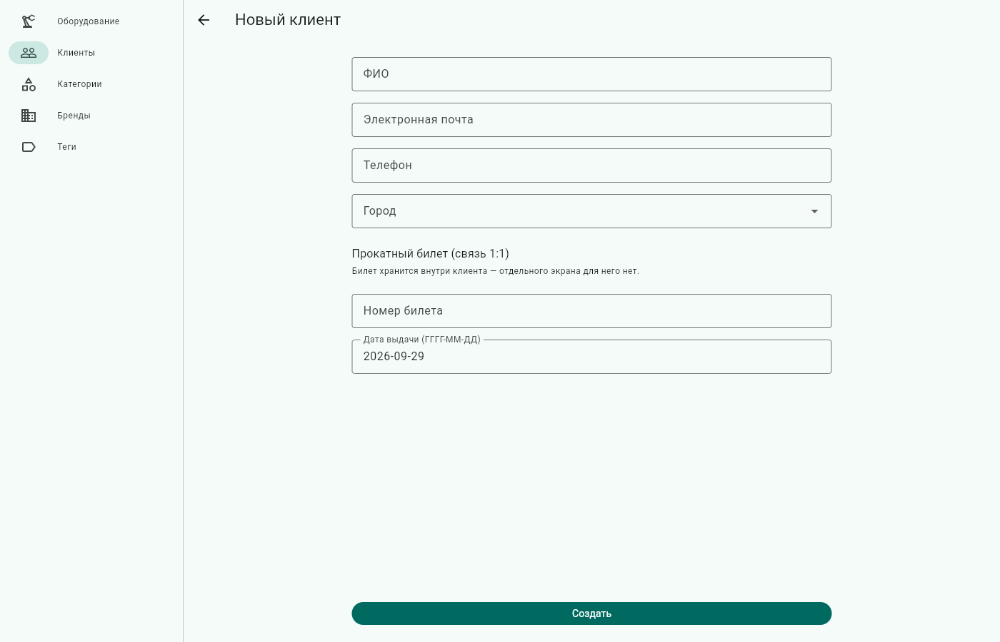 Оборудование
Клиенты
Категории
Бренды
Теги
Новый клиент
ФИО
Электронная почта
Телефон
Город
Прокатный билет (связь 1:1)
Билет хранится внутри клиента — отдельного экрана для него нет.
Номер билета
Дата выдачи (ГГГГ-ММ-ДД)
2026-09-29
Создать